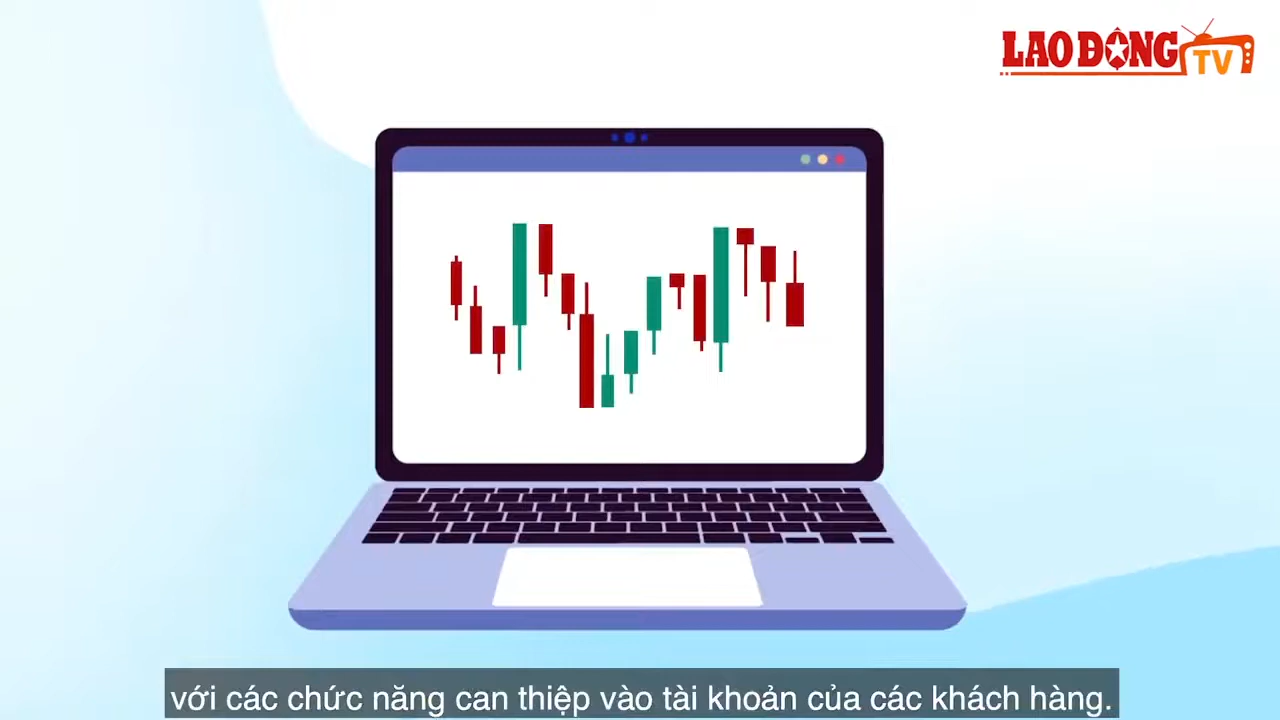 LAO ĐỘNG TV
với các chức năng can thiệp vào tài khoản của các khách hàng.